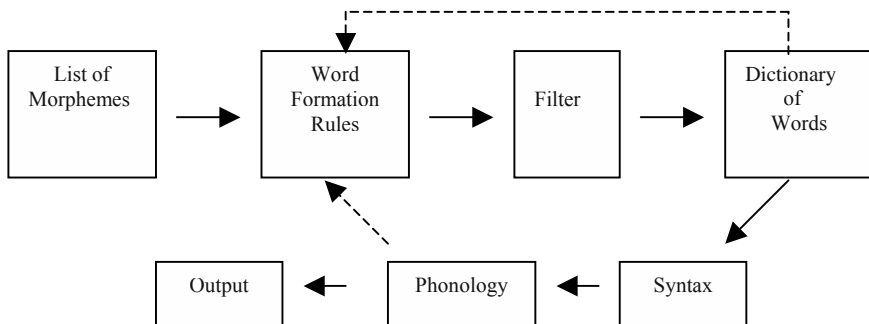 List of
Morphemes
Word
Formation
Rules
Filter
Dictionary
of
Words
Output
Phonology
Syntax